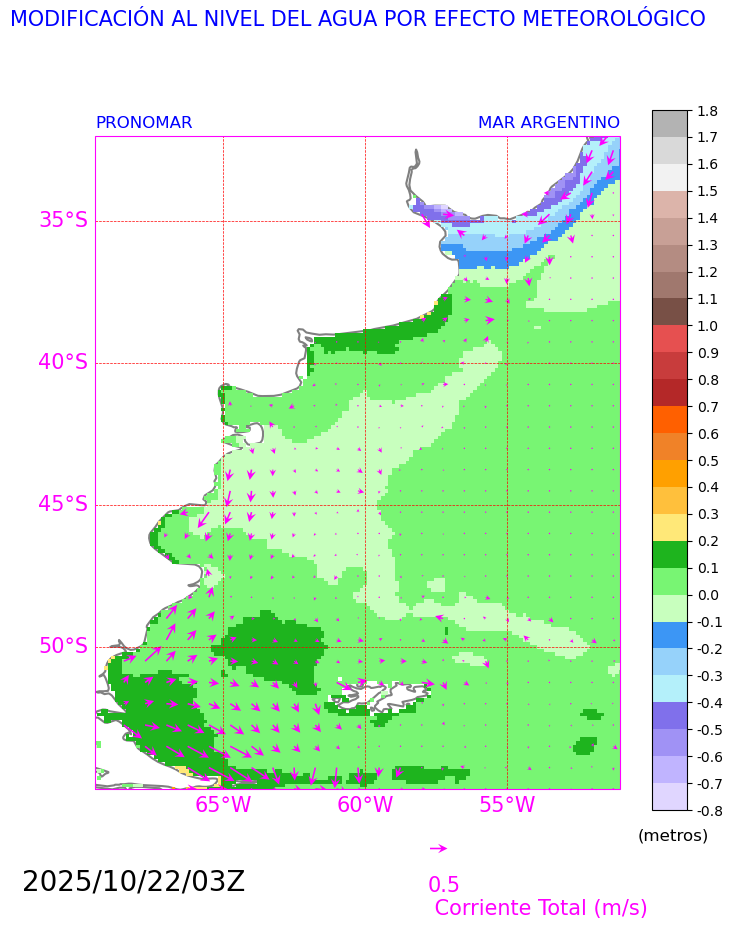 MODIFICACIÓN AL NIVEL DEL AGUA POR EFECTO METEOROLÓGICO
PRONOMAR
MAR ARGENTINO
35°S
40°S
45°S
50°S
65°W
60°W
55°W
1.8
1.7
1.6
1.5
1.4
1.3
1.2
1.1
1.0
0.9
0.8
0.7
0.6
0.5
0.4
0.3
0.2
0.1
0.0
-0.1
-0.2
-0.3
-0.4
-0.5
-0.6
-0.7
-0.8
(metros)
2025/10/22/03Z
0.5
Corriente Total (m/s)